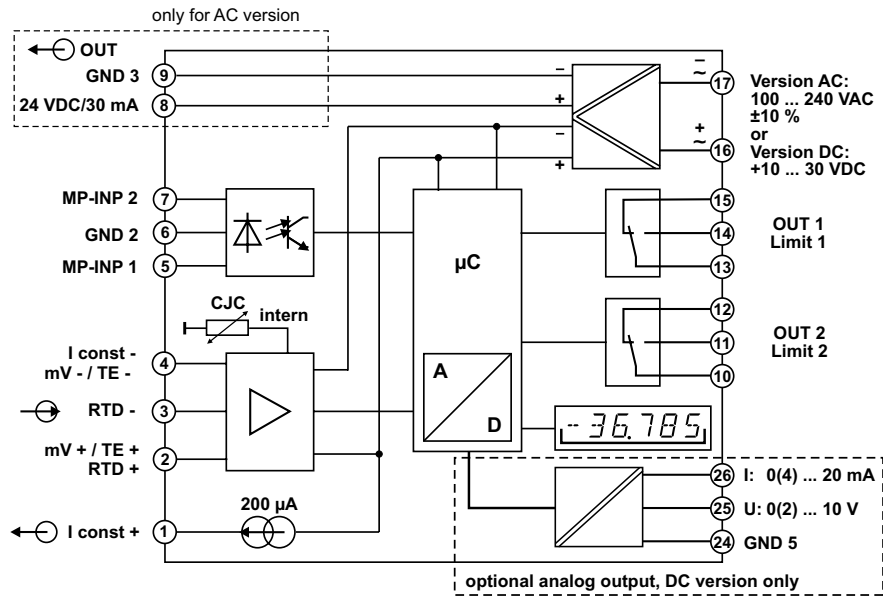 only for AC version
OUT
GND 3
9
24 VDC/30 mA
8
–
+
–
+
–
~
17
+
~
16
Version AC:
100 ... 240 VAC
±10 %
or
Version DC:
+10 ... 30 VDC
MP-INP 2
7
GND 2
6
MP-INP 1
5
µC
15
14
13
OUT 1
Limit 1
CJC
intern
12
11
10
OUT 2
Limit 2
I const -
mV - / TE -
4
RTD -
3
mV + / TE +
RTD +
2
A
D
-36.785
200 µA
I const +
1
26
I: 0(4) ... 20 mA
25
U: 0(2) ... 10 V
24
GND 5
optional analog output, DC version only